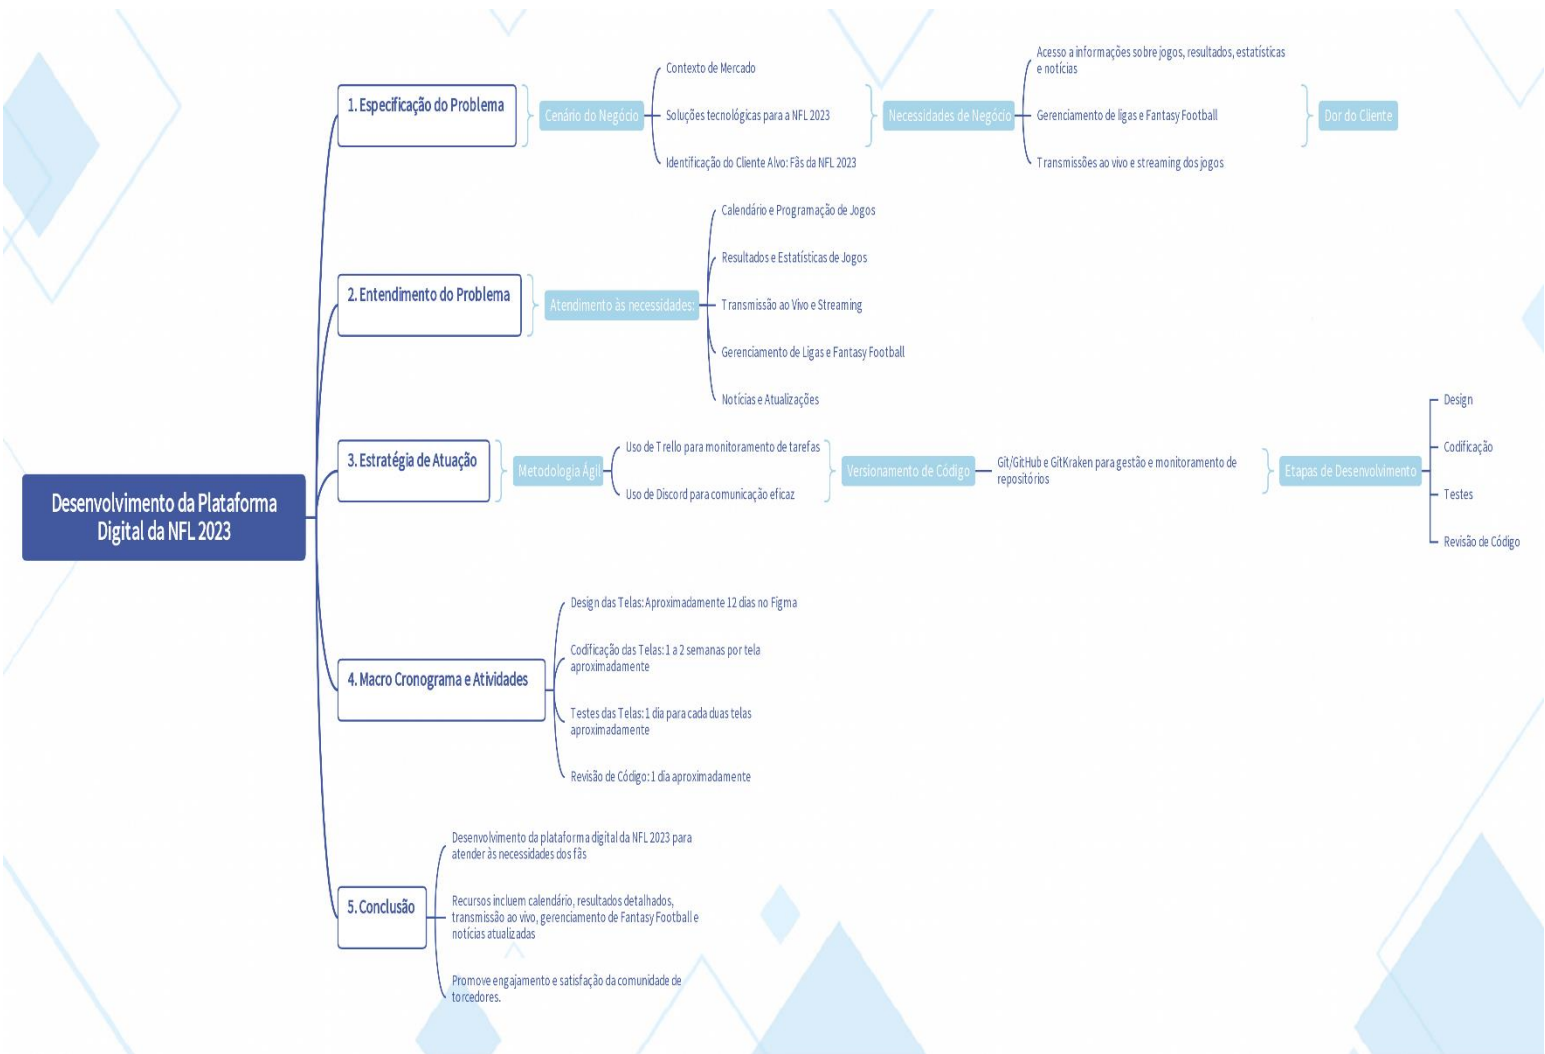 Desenvolvimento da Plataforma
Digital da NFL 2023
1. Especificação do Problema
Cenário do Negócio
Contexto de Mercado
Soluções tecnológicas para a NFL 2023
Identificação do Cliente Alvo: Fãs da NFL 2023
Necessidades de Negócio
Acesso a informações sobre jogos, resultados, estatísticas
e notícias
Gerenciamento de ligas e Fantasy Football
Transmissões ao vivo e streaming dos jogos
Dor do Cliente
2. Entendimento do Problema
Atendimento às necessidades:
Calendário e Programação de Jogos
Resultados e Estatísticas de Jogos
Transmissão ao Vivo e Streaming
Gerenciamento de Ligas e Fantasy Football
Notícias e Atualizações
3. Estratégia de Atuação
Metodologia Ágil
Uso de Trello para monitoramento de tarefas
Uso de Discord para comunicação eficaz
Versionamento de Código
Git/GitHub e GitKraken para gestão e monitoramento de
repositórios
Etapas de Desenvolvimento
Design
Codificação
Testes
Revisão de Código
4. Macro Cronograma e Atividades
Design das Telas: Aproximadamente 12 dias no Figma
Codificação das Telas: 1 a 2 semanas por tela
aproximadamente
Testes das Telas: 1 dia para cada duas telas
aproximadamente
Revisão de Código: 1 dia aproximadamente
5. Conclusão
Desenvolvimento da plataforma digital da NFL 2023 para
atender às necessidades dos fãs
Recursos incluem calendário, resultados detalhados,
transmissão ao vivo, gerenciamento de Fantasy Football e
notícias atualizadas
Promove engajamento e satisfação da comunidade de
torcedores.